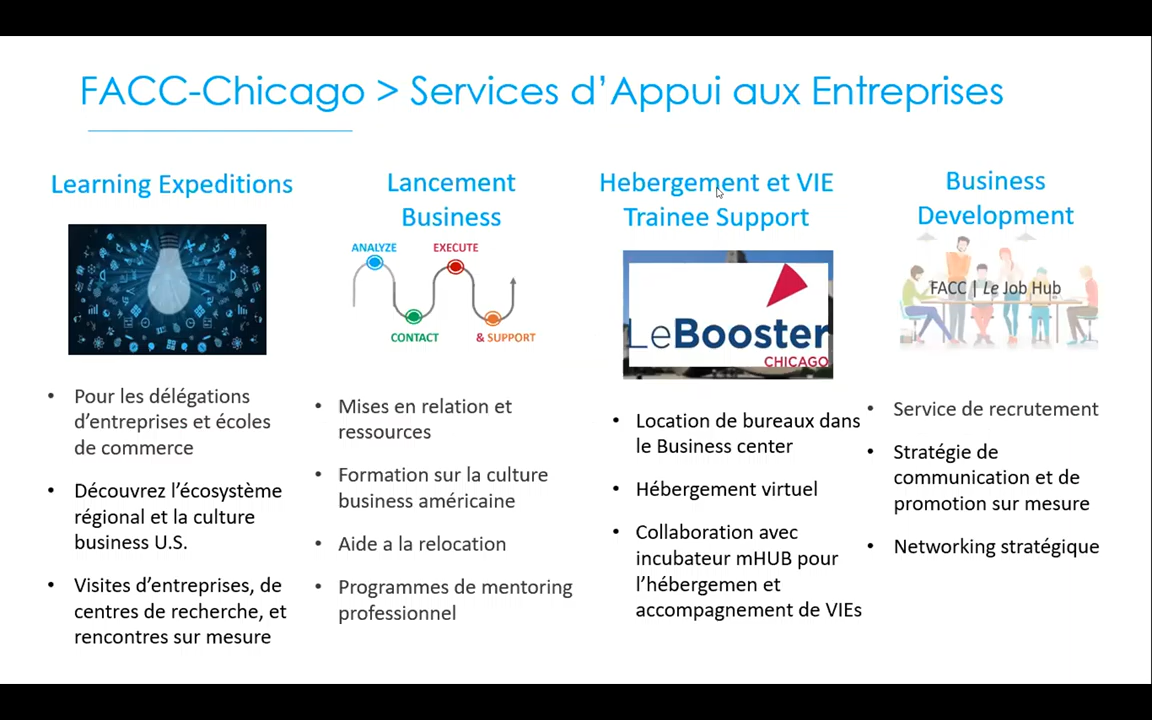 FACC-Chicago > Services d’Appui aux Entreprises
Learning Expeditions
Pour les délégations
d’entreprises et écoles
de commerce
Découvrez l’écosystème
régional et la culture
business U.S.
Visites d’entreprises, de
centres de recherche, et
rencontres sur mesure
Lancement
Business
ANALYZE
EXECUTE
CONTACT
& SUPPORT
Mises en relation et
ressources
Formation sur la culture
business américaine
Aide a la relocation
Programmes de mentoring
professionnel
Hebergement et VIE
Trainee Support
LeBooster
CHICAGO
Location de bureaux dans
le Business center
Hébergement virtuel
Collaboration avec
incubateur mHUB pour
l’hébergemen et
accompagnement de VIEs
Business
Development
FACC | Le Job Hub
Service de recrutement
Stratégie de
communication et de
promotion sur mesure
Networking stratégique